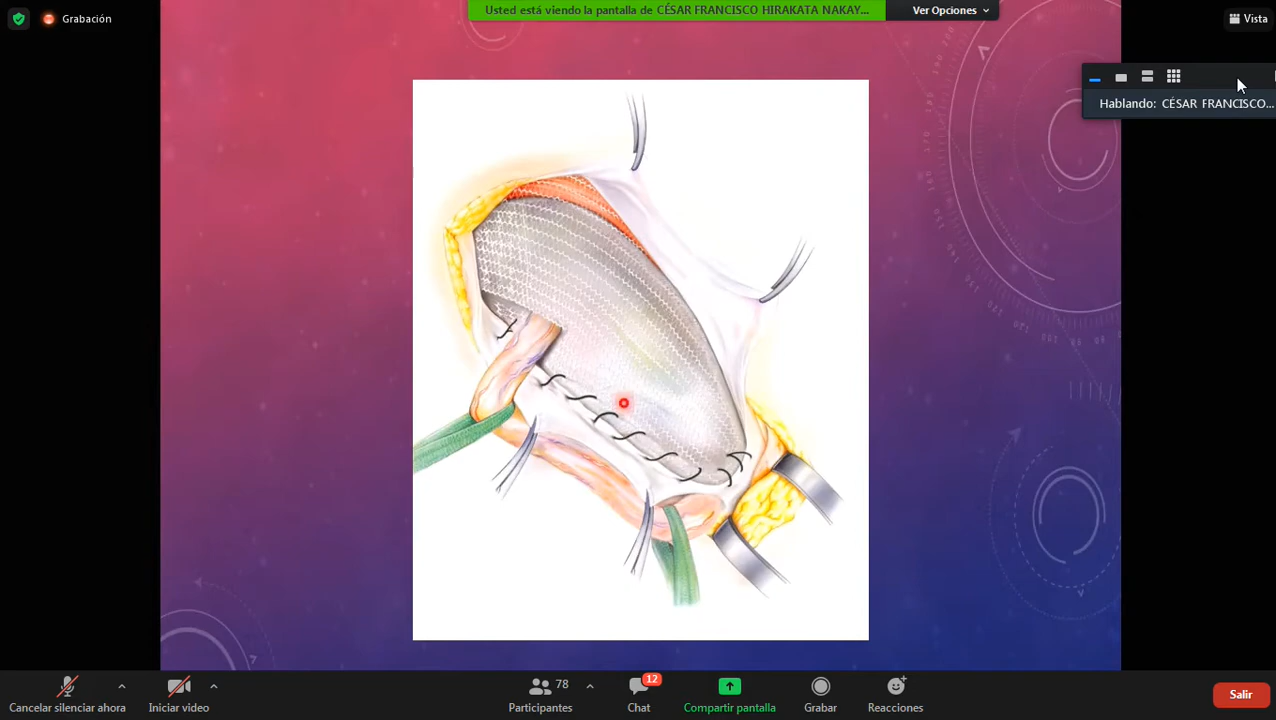 Grabación
Usted está viendo la pantalla de CÉSAR FRANCISCO HIRAKATA NAKAY...
Ver Opciones
Vista
Hablando: CÉSAR FRANCISCO...
Cancelar silenciar ahora
Iniciar video
78
Participantes
12
Chat
Compartir pantalla
Grabar
Reacciones
Salir